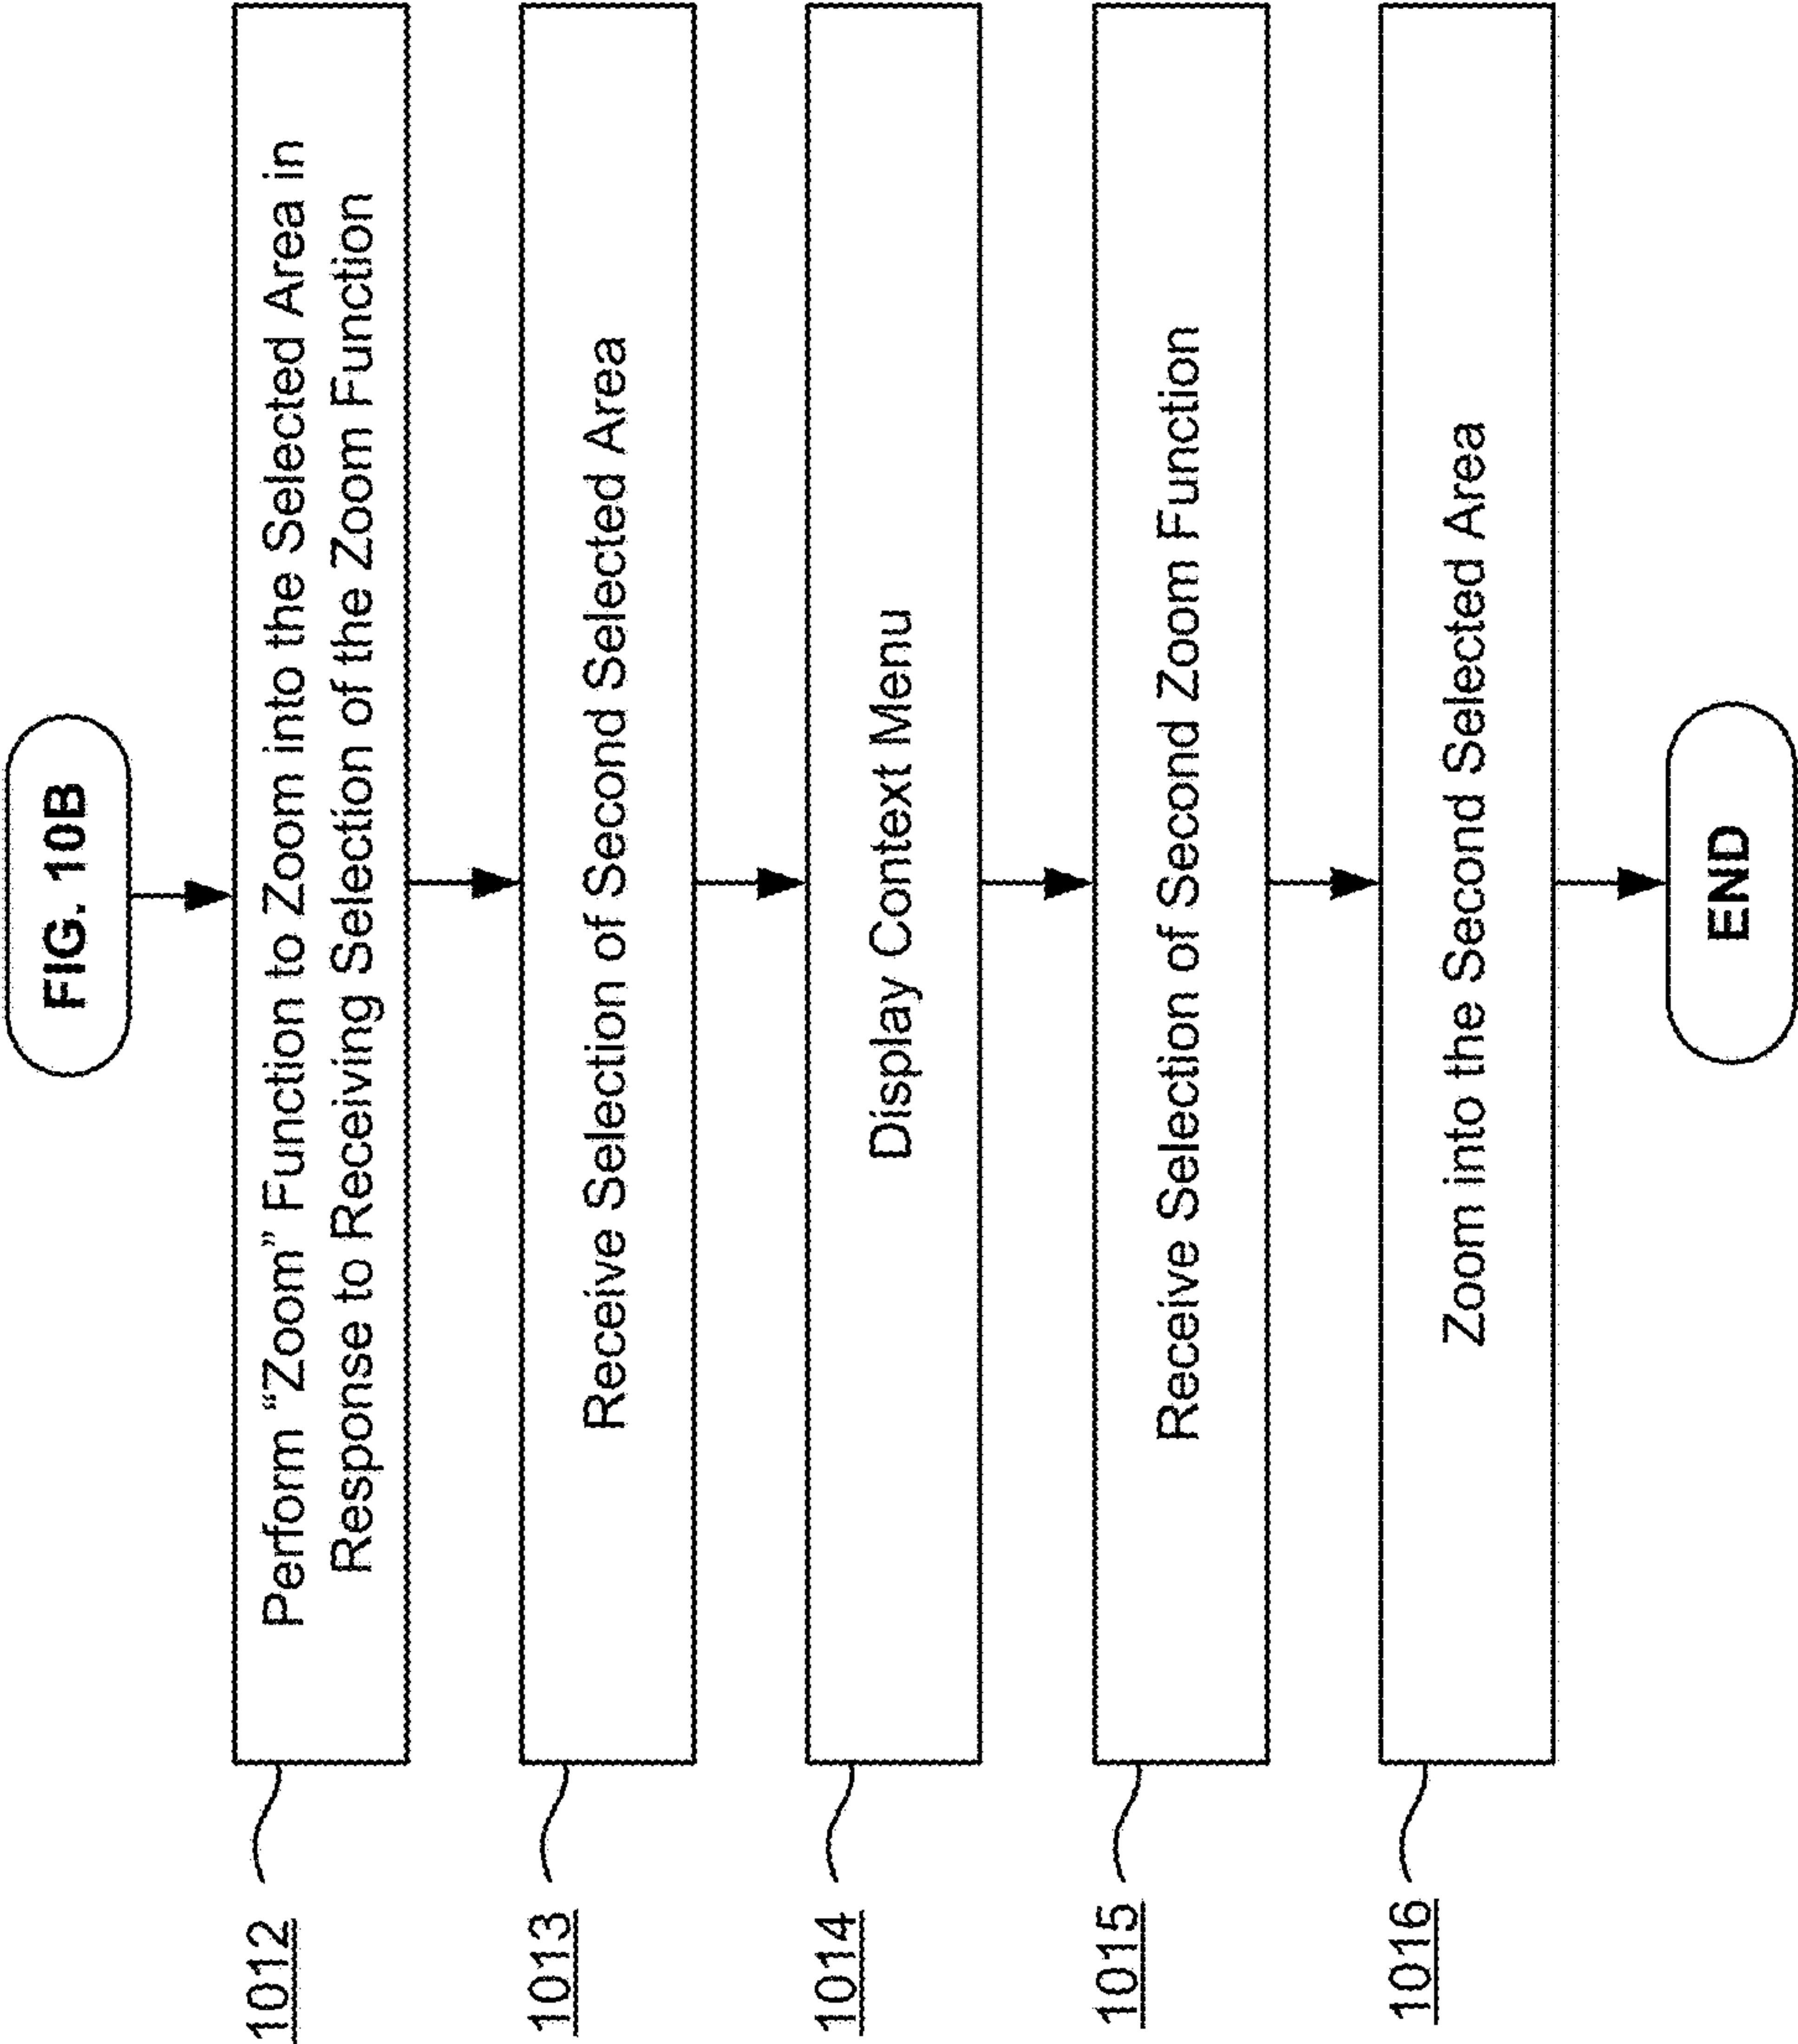 FIG. 10B
1012
Perform “Zoom” Function to Zoom into the Selected Area in
Response to Receiving Selection of the Zoom Function
1013
Receive Selection of Second Selected Area
1014
Display Context Menu
1015
Receive Selection of Second Zoom Function
1016
Zoom into the Second Selected Area
END